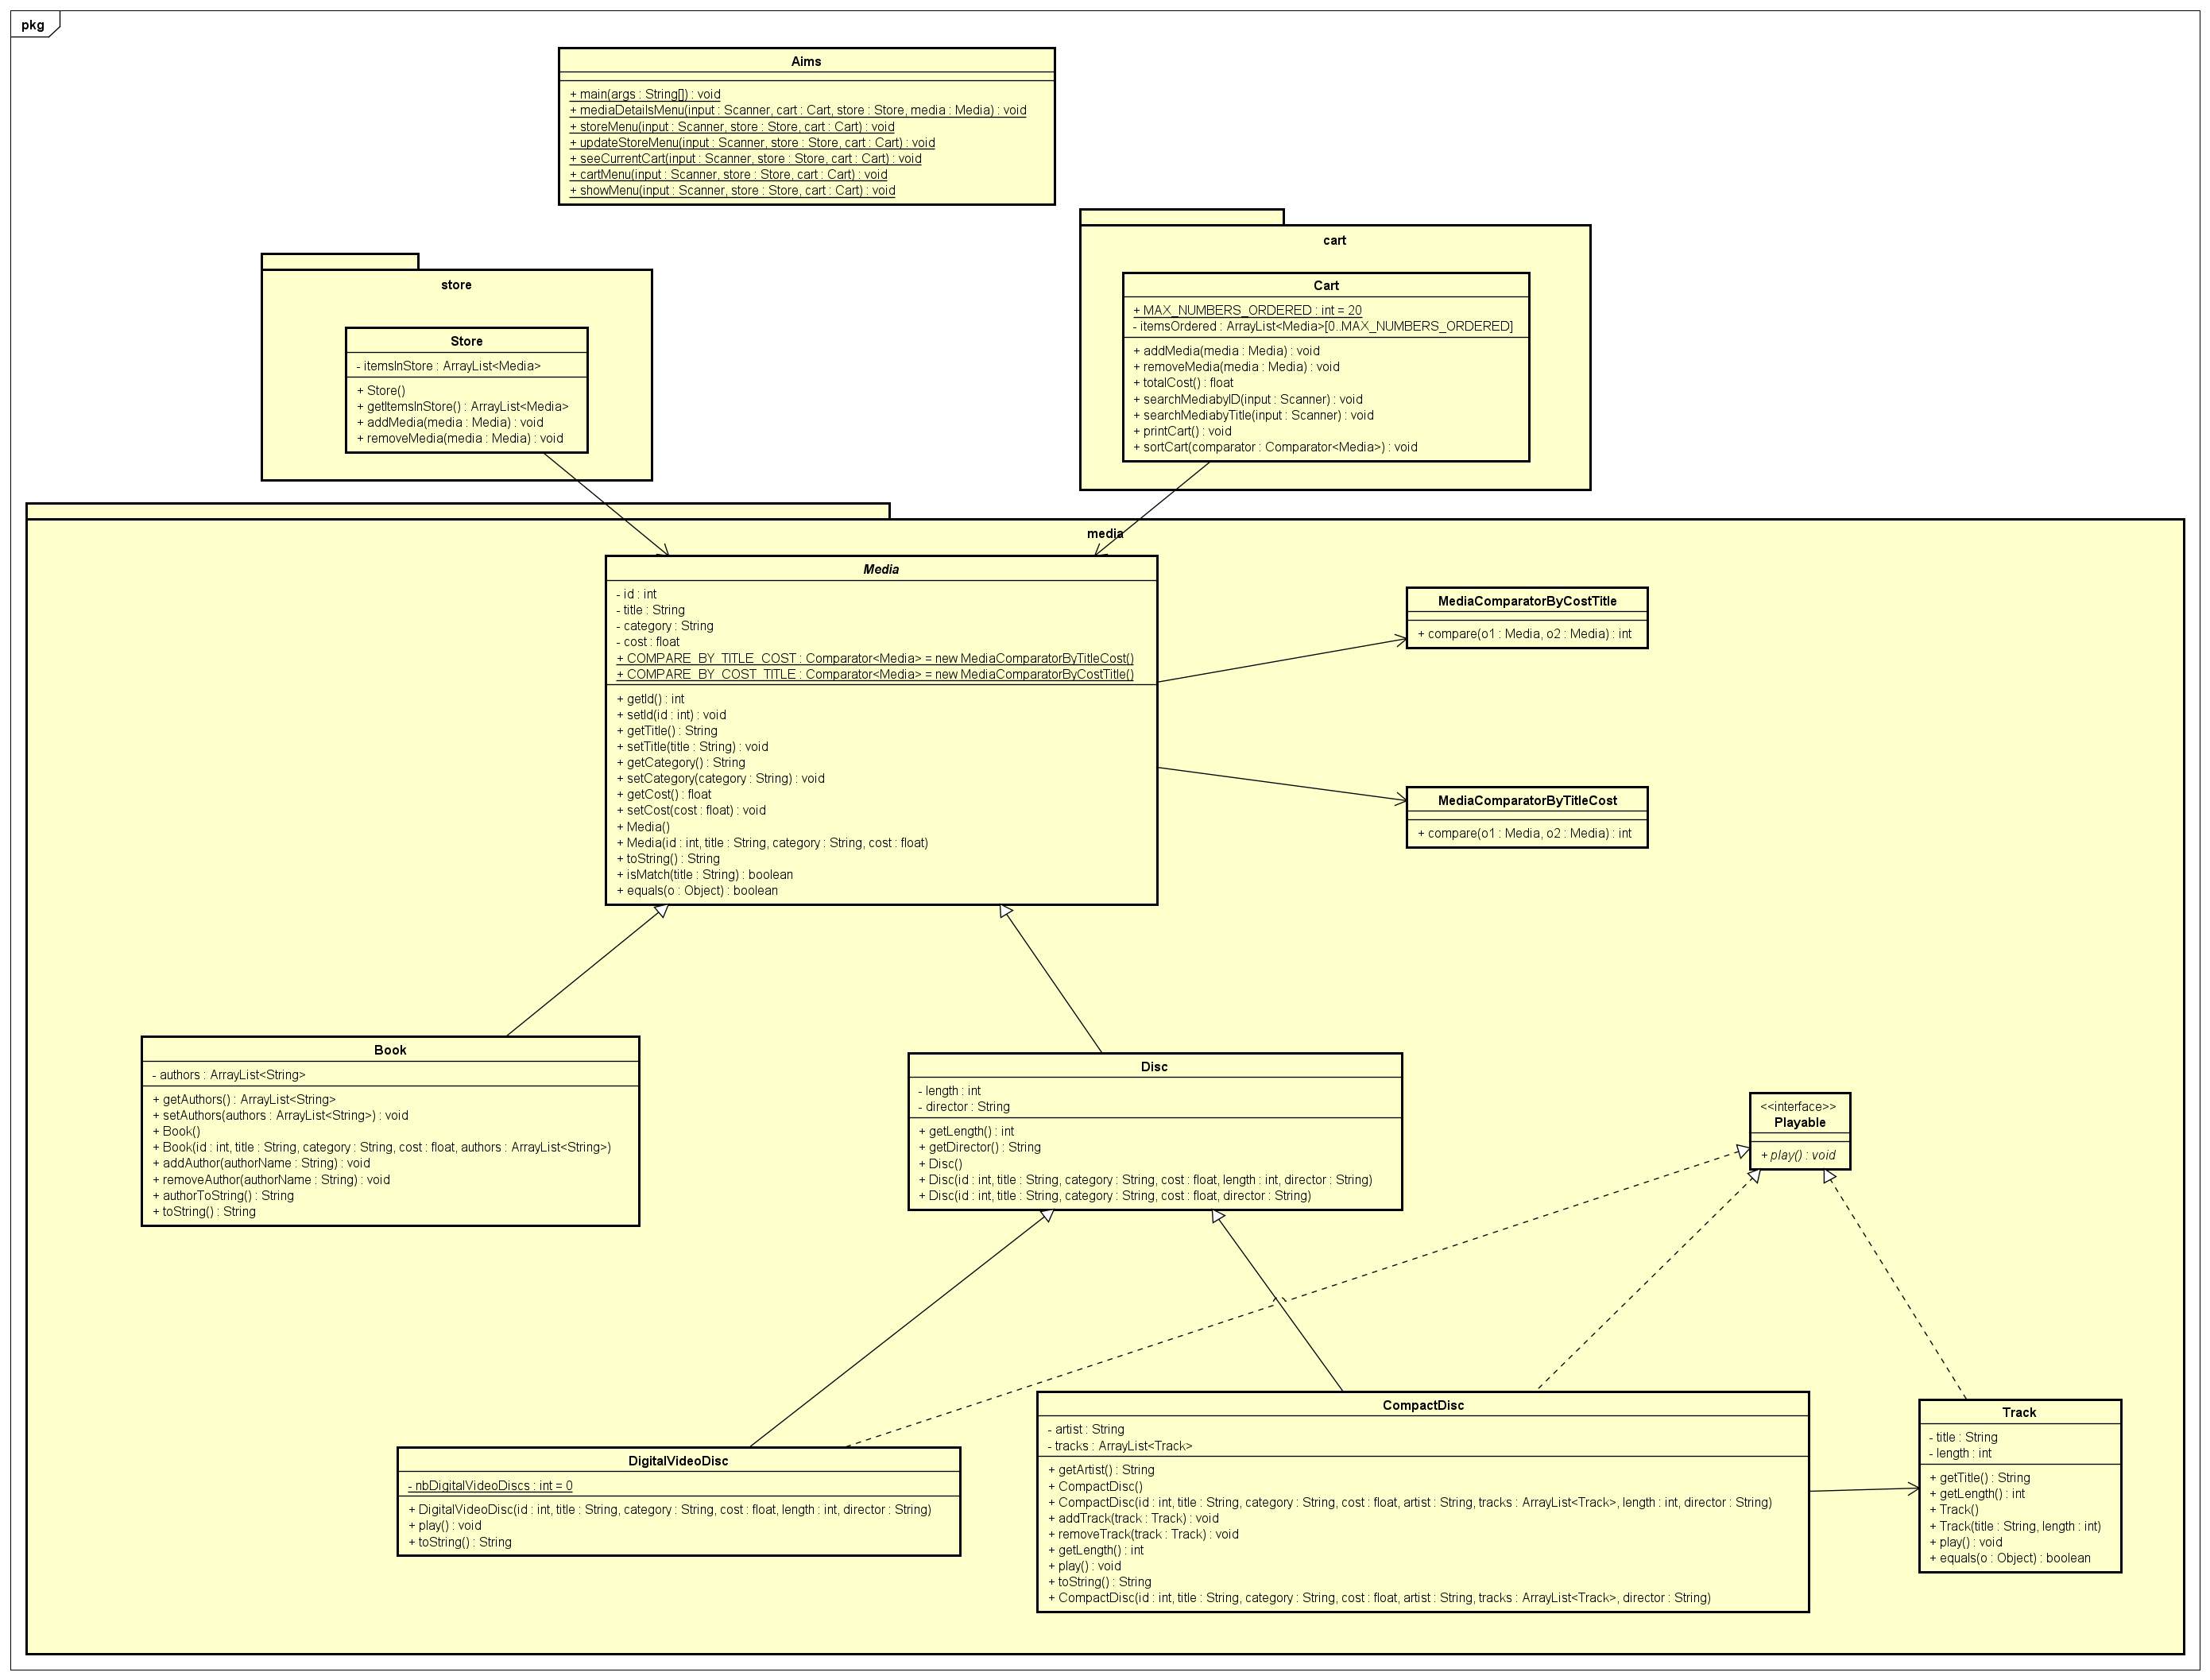 pkg
Aims
+ main(args : String[]) : void
+ mediaDetailsMenu(input : Scanner, cart : Cart, store : Store, media : Media) : void
+ storeMenu(input : Scanner, store : Store, cart : Cart) : void
+ updateStoreMenu(input : Scanner, store : Store, cart : Cart) : void
+ seeCurrentCart(input : Scanner, store : Store, cart : Cart) : void
+ cartMenu(input : Scanner, store : Store, cart : Cart) : void
+ showMenu(input : Scanner, store : Store, cart : Cart) : void
cart
Cart
+ MAX_NUMBERS_ORDERED : int = 20
- itemsOrdered : ArrayList<Media>[0..MAX_NUMBERS_ORDERED]
+ addMedia(media : Media) : void
+ removeMedia(media : Media) : void
+ totalCost() : float
+ searchMediabyID(input : Scanner) : void
+ searchMediabyTitle(input : Scanner) : void
+ printCart() : void
+ sortCart(comparator : Comparator<Media>) : void
store
Store
- itemsInStore : ArrayList<Media>
+ Store()
+ getItemsInStore() : ArrayList<Media>
+ addMedia(media : Media) : void
+ removeMedia(media : Media) : void
media
Media
- id : int
- title : String
- category : String
- cost : float
+ COMPARE_BY_TITLE_COST : Comparator<Media> = new MediaComparatorByTitleCost()
+ COMPARE_BY_COST_TITLE : Comparator<Media> = new MediaComparatorByCostTitle()
+ getId() : int
+ setId(id : int) : void
+ getTitle() : String
+ setTitle(title : String) : void
+ getCategory() : String
+ setCategory(category : String) : void
+ getCost() : float
+ setCost(cost : float) : void
+ Media()
+ Media(id : int, title : String, category : String, cost : float)
+ toString() : String
+ isMatch(title : String) : boolean
+ equals(o : Object) : boolean
MediaComparatorByCostTitle
+ compare(o1 : Media, o2 : Media) : int
MediaComparatorByTitleCost
+ compare(o1 : Media, o2 : Media) : int
Book
- authors : ArrayList<String>
+ getAuthors() : ArrayList<String>
+ setAuthors(authors : ArrayList<String>) : void
+ Book()
+ Book(id : int, title : String, category : String, cost : float, authors : ArrayList<String>)
+ addAuthor(authorName : String) : void
+ removeAuthor(authorName : String) : void
+ authorToString() : String
+ toString() : String
Disc
- length : int
- director : String
+ getLength() : int
+ getDirector() : String
+ Disc()
+ Disc(id : int, title : String, category : String, cost : float, length : int, director : String)
+ Disc(id : int, title : String, category : String, cost : float, director : String)
<<interface>>
Playable
+ play() : void
DigitalVideoDisc
- nbDigitalVideoDiscs : int = 0
+ DigitalVideoDisc(id : int, title : String, category : String, cost : float, length : int, director : String)
+ play() : void
+ toString() : String
CompactDisc
- artist : String
- tracks : ArrayList<Track>
+ getArtist() : String
+ CompactDisc()
+ CompactDisc(id : int, title : String, category : String, cost : float, artist : String, tracks : ArrayList<Track>, length : int, director : String)
+ addTrack(track : Track) : void
+ removeTrack(track : Track) : void
+ getLength() : int
+ play() : void
+ toString() : String
+ CompactDisc(id : int, title : String, category : String, cost : float, artist : String, tracks : ArrayList<Track>, director : String)
Track
- title : String
- length : int
+ getTitle() : String
+ getLength() : int
+ Track()
+ Track(title : String, length : int)
+ play() : void
+ equals(o : Object) : boolean